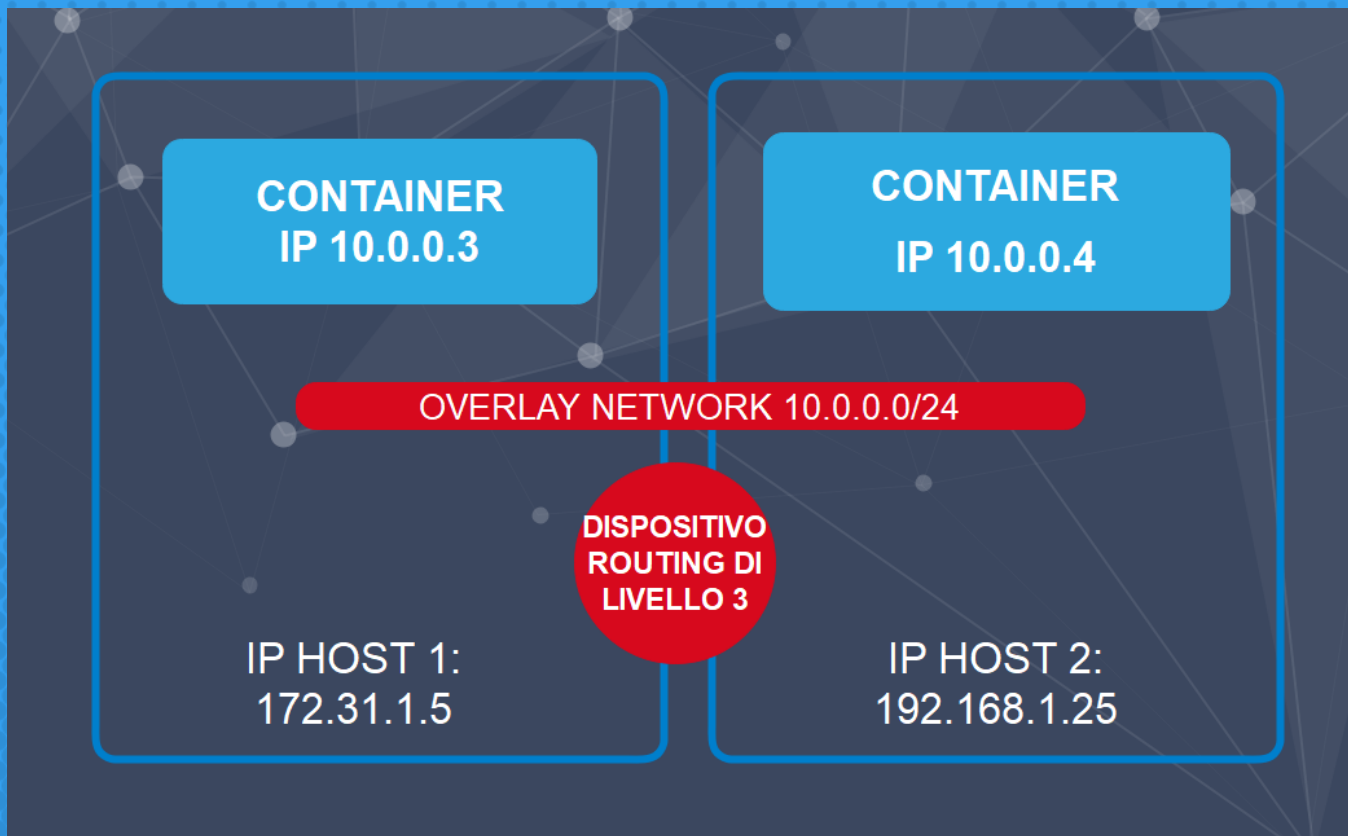 CONTAINER
IP 10.0.0.3
CONTAINER
IP 10.0.0.4
OVERLAY NETWORK 10.0.0.0/24
DISPOSITIVO
ROUTING DI
LIVELLO 3
IP HOST 1:
172.31.1.5
IP HOST 2:
192.168.1.25